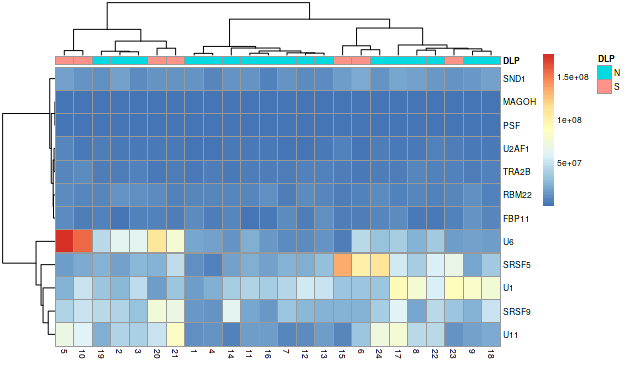 DLP
SND1
MAGOH
PSF
U2AF1
TRA2B
RBM22
FBP11
U6
SRSF5
U1
SRSF9
U11
5 10 19 2 3 20 21 1 4 14 11 16 7 12 13 15 6 24 17 8 22 23 9 18
1.5e+08
1e+08
5e+07
DLP
N
S